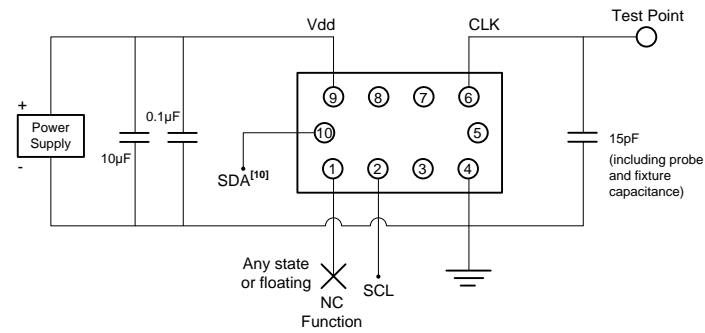 Test Point
Vdd
CLK
9
8
7
6
+
Power
Supply
-
10µF
0.1µF
10
5
15pF
(including probe
and fixture
capacitance)
SDA[10]
1
2
3
4
Any state
or floating
NC
Function
SCL